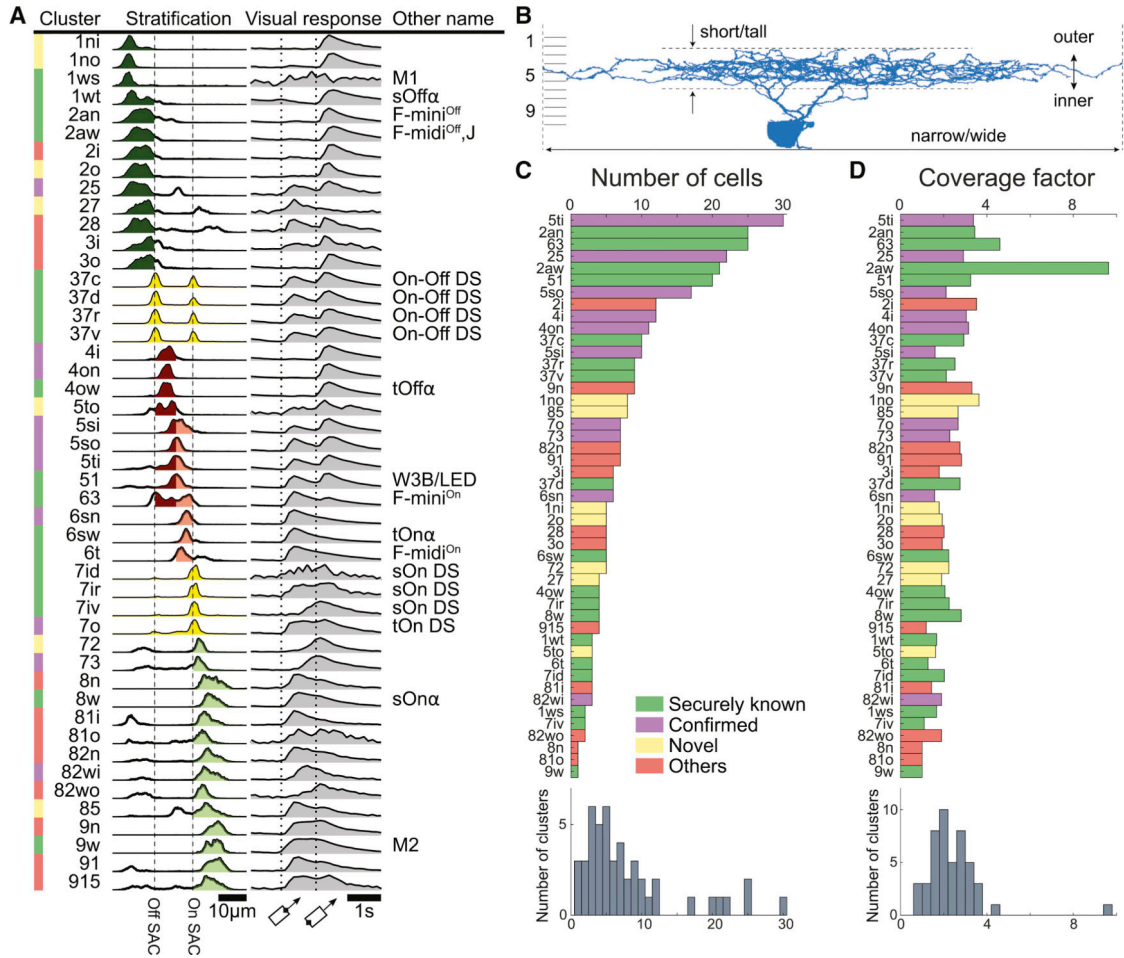 A
Cluster Stratification Visual response Other name
1ni
1no
1ws M1
1wt sOffα
2an F-miniOff
2aw F-midiOff,J
2i
2o
25
27
28
3i
3o
37c On-Off DS
37d On-Off DS
37r On-Off DS
37v On-Off DS
4i
4on
4ow tOffα
5to
5si
5so
5ti
51 W3B/LED
63 F-miniOn
6sn
6sw tOnα
6t F-midiOn
7id sOn DS
7ir sOn DS
7iv sOn DS
7o tOn DS
72
73
8n
8w sOnα
81i
81o
82n
82wi
82wo
85
9n
9w M2
91
915
Off SAC
On SAC
10μm
1s
B
1
5
9
short/tall
outer
inner
narrow/wide
C
Number of cells
0 10 20 30
5ti
2an
63
25
2aw
51
5so
2i
4i
4on
37c
5si
37r
37v
9n
1no
85
7o
73
82n
91
3i
37d
6sn
1ni
2o
28
3o
6sw
72
27
4ow
7ir
8w
915
1wt
5to
6t
7id
81i
82wi
1ws
7iv
82wo
8n
81o
9w
Securely known
Confirmed
Novel
Others
Number of clusters
5
0
0 10 20 30
D
Coverage factor
0 4 8
5ti
2an
63
25
2aw
51
5so
2i
4i
4on
37c
5si
37r
37v
9n
1no
85
7o
73
82n
91
3i
37d
6sn
1ni
2o
28
3o
6sw
72
27
4ow
7ir
8w
915
1wt
5to
6t
7id
81i
82wi
1ws
7iv
82wo
8n
81o
9w
Number of clusters
10
5
0
0 4 8